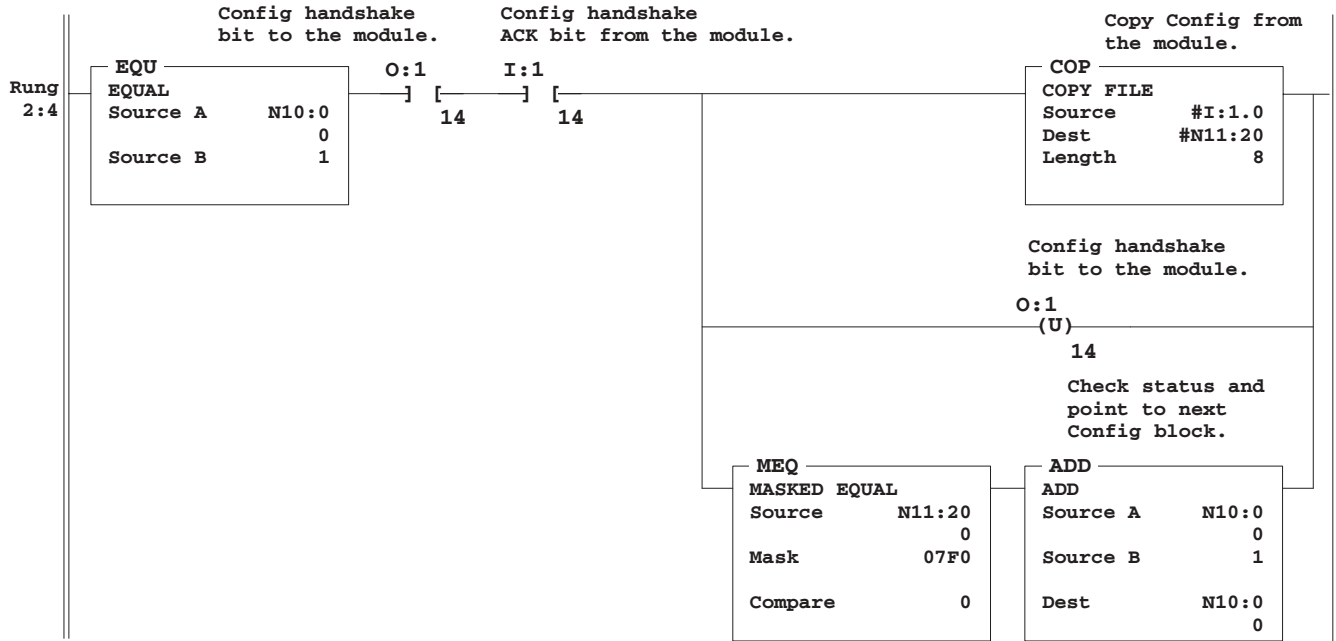 Config handshake
bit to the module.
Config handshake
ACK bit from the module.
Copy Config from
the module.
Rung
2:4
EQU
EQUAL
Source A N10:0
0
Source B 1
O:1
] [
14
I:1
] [
14
COP
COPY FILE
Source #I:1.0
Dest #N11:20
Length 8
Config handshake
bit to the module.
O:1
(U)
14
Check status and
point to next
Config block.
MEQ
MASKED EQUAL
Source N11:20
0
Mask 07F0
Compare 0
ADD
ADD
Source A N10:0
0
Source B 1
Dest N10:0
0